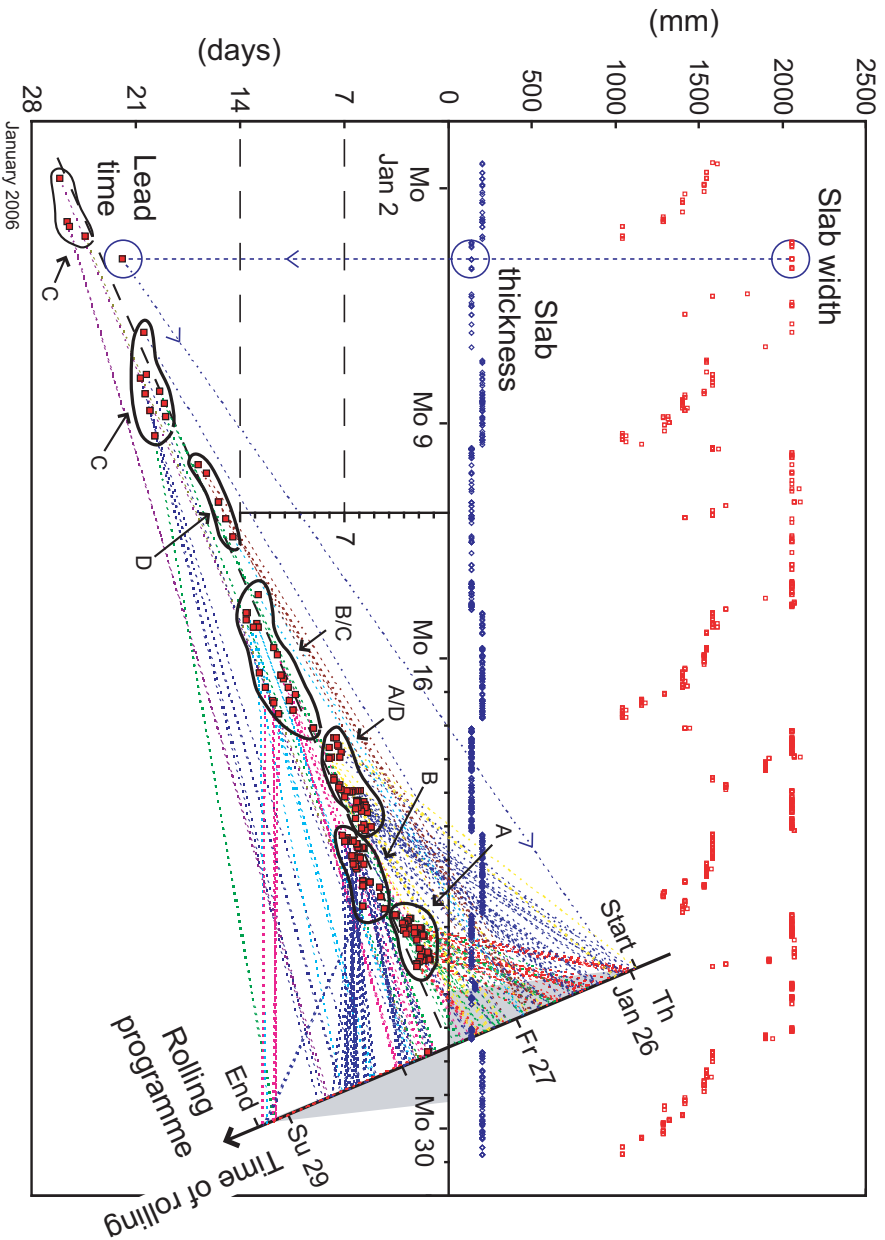 (mm)
2500
2000
1500
1000
500
0
(days)
7
14
21
28
Slab width
Slab
thickness
Lead
time
Mo
Jan 2
Mo 9
Mo 16
Mo 30
7
C
C
D
B/C
A/D
B
A
Start
Th
Jan 26
Fr 27
Su 29
End
Rolling
programme
Time of rolling
January 2006